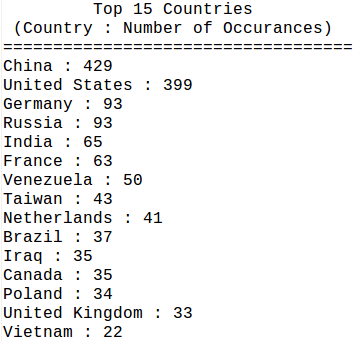 Top 15 Countries
(Country : Number of Occurances)
===================================
China : 429
United States : 399
Germany : 93
Russia : 93
India : 65
France : 63
Venezuela : 50
Taiwan : 43
Netherlands : 41
Brazil : 37
Iraq : 35
Canada : 35
Poland : 34
United Kingdom : 33
Vietnam : 22